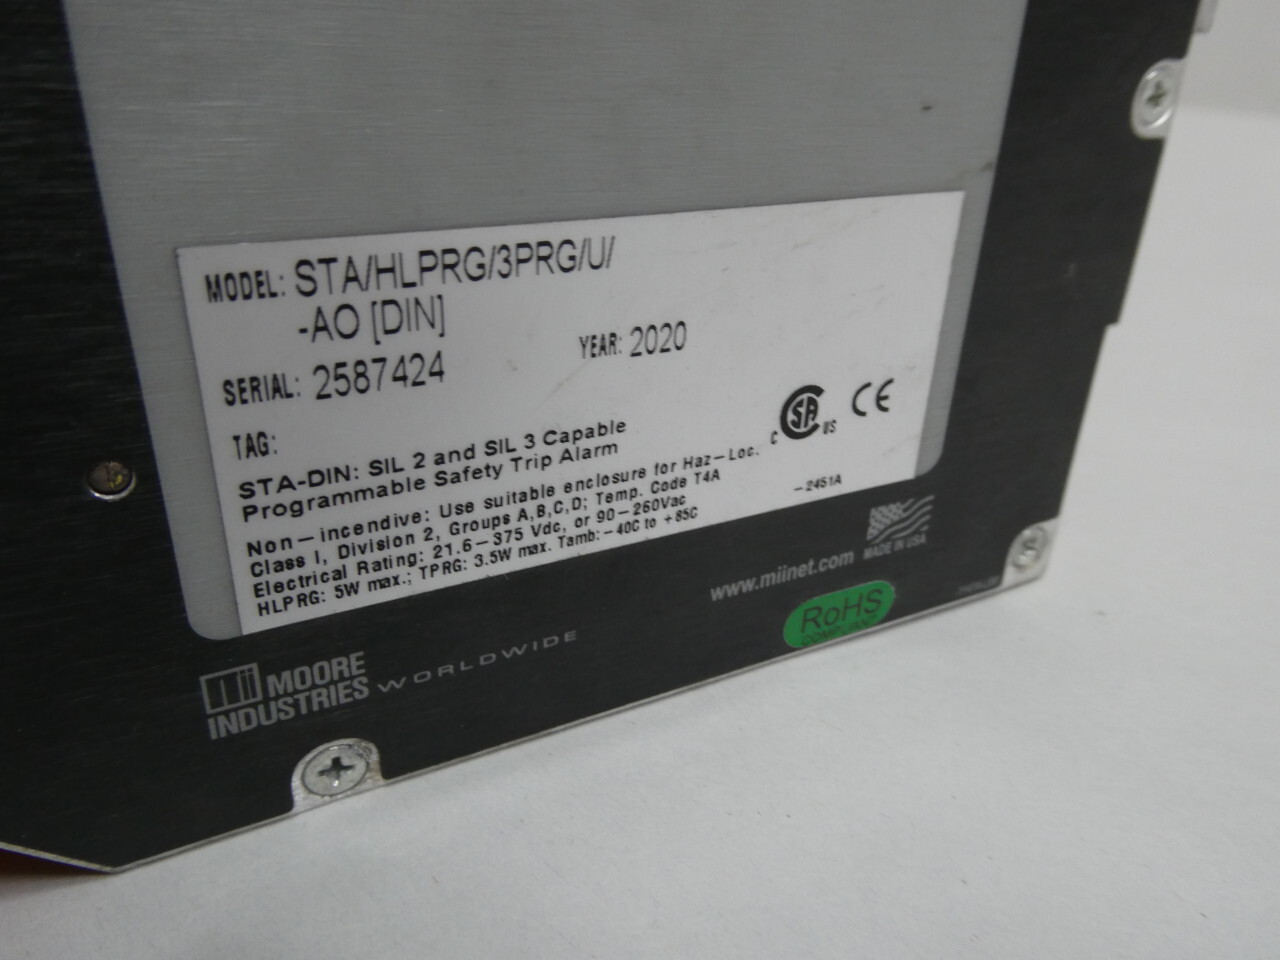 MODEL: STA/HLPRG/3PRG/U/
-AO [DIN]
SERIAL: 2587424 YEAR: 2020
TAG:
STA-DIN: SIL 2 and SIL 3 Capable
Programmable Safety Trip Alarm
Non-incendive: Use suitable enclosure for Haz-Loc.
Class I, Division 2, Groups A,B,C,D; Temp. Code T4A
Electrical Rating: 21.6-375 Vdc, or 90-260Vac
HLPRG: 5W max.; TPRG: 3.5W max. Tamb:-40C to +85C
C SA US CE
-2451A
MADE IN USA
www.miinet.com
RoHS
COMPLIANT
MOORE
INDUSTRIES WORLDWIDE